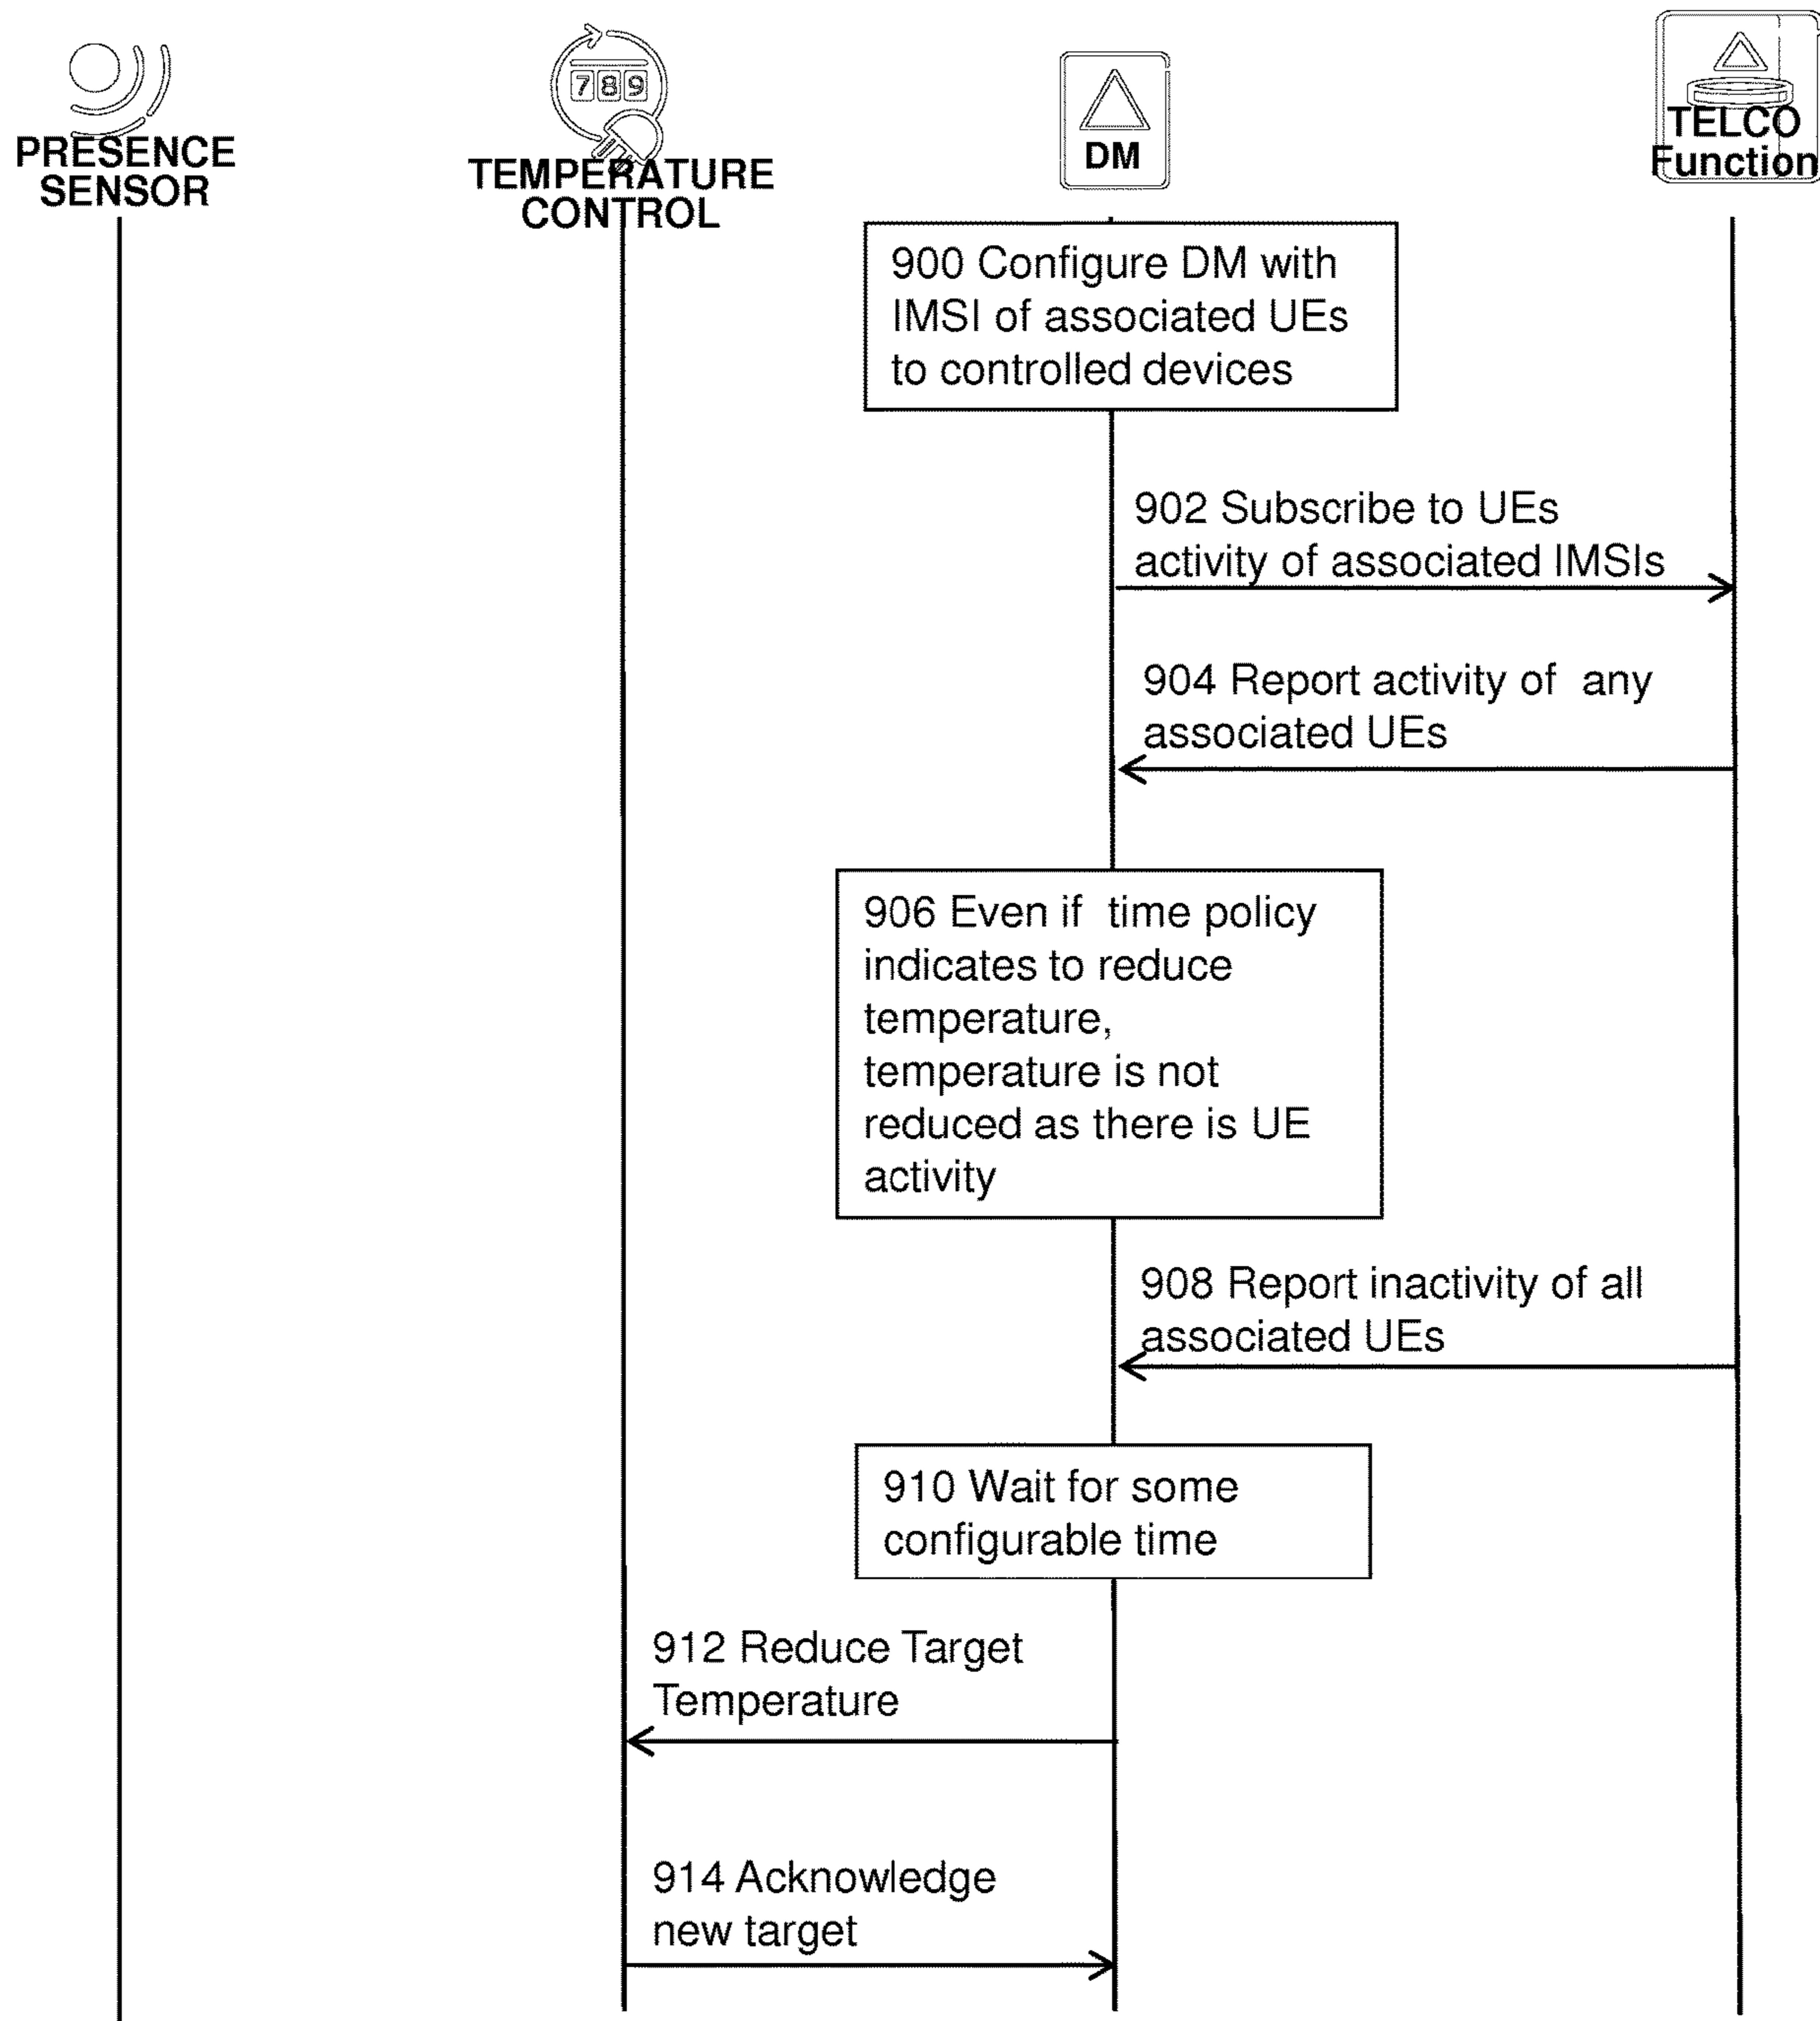 PRESENCE
SENSOR
789
TEMPERATURE
CONTROL
DM
TELCO
Function
900 Configure DM with
IMSI of associated UEs
to controlled devices
902 Subscribe to UEs
activity of associated IMSIs
904 Report activity of any
associated UEs
906 Even if time policy
indicates to reduce
temperature,
temperature is not
reduced as there is UE
activity
908 Report inactivity of all
associated UEs
910 Wait for some
configurable time
912 Reduce Target
Temperature
914 Acknowledge
new target